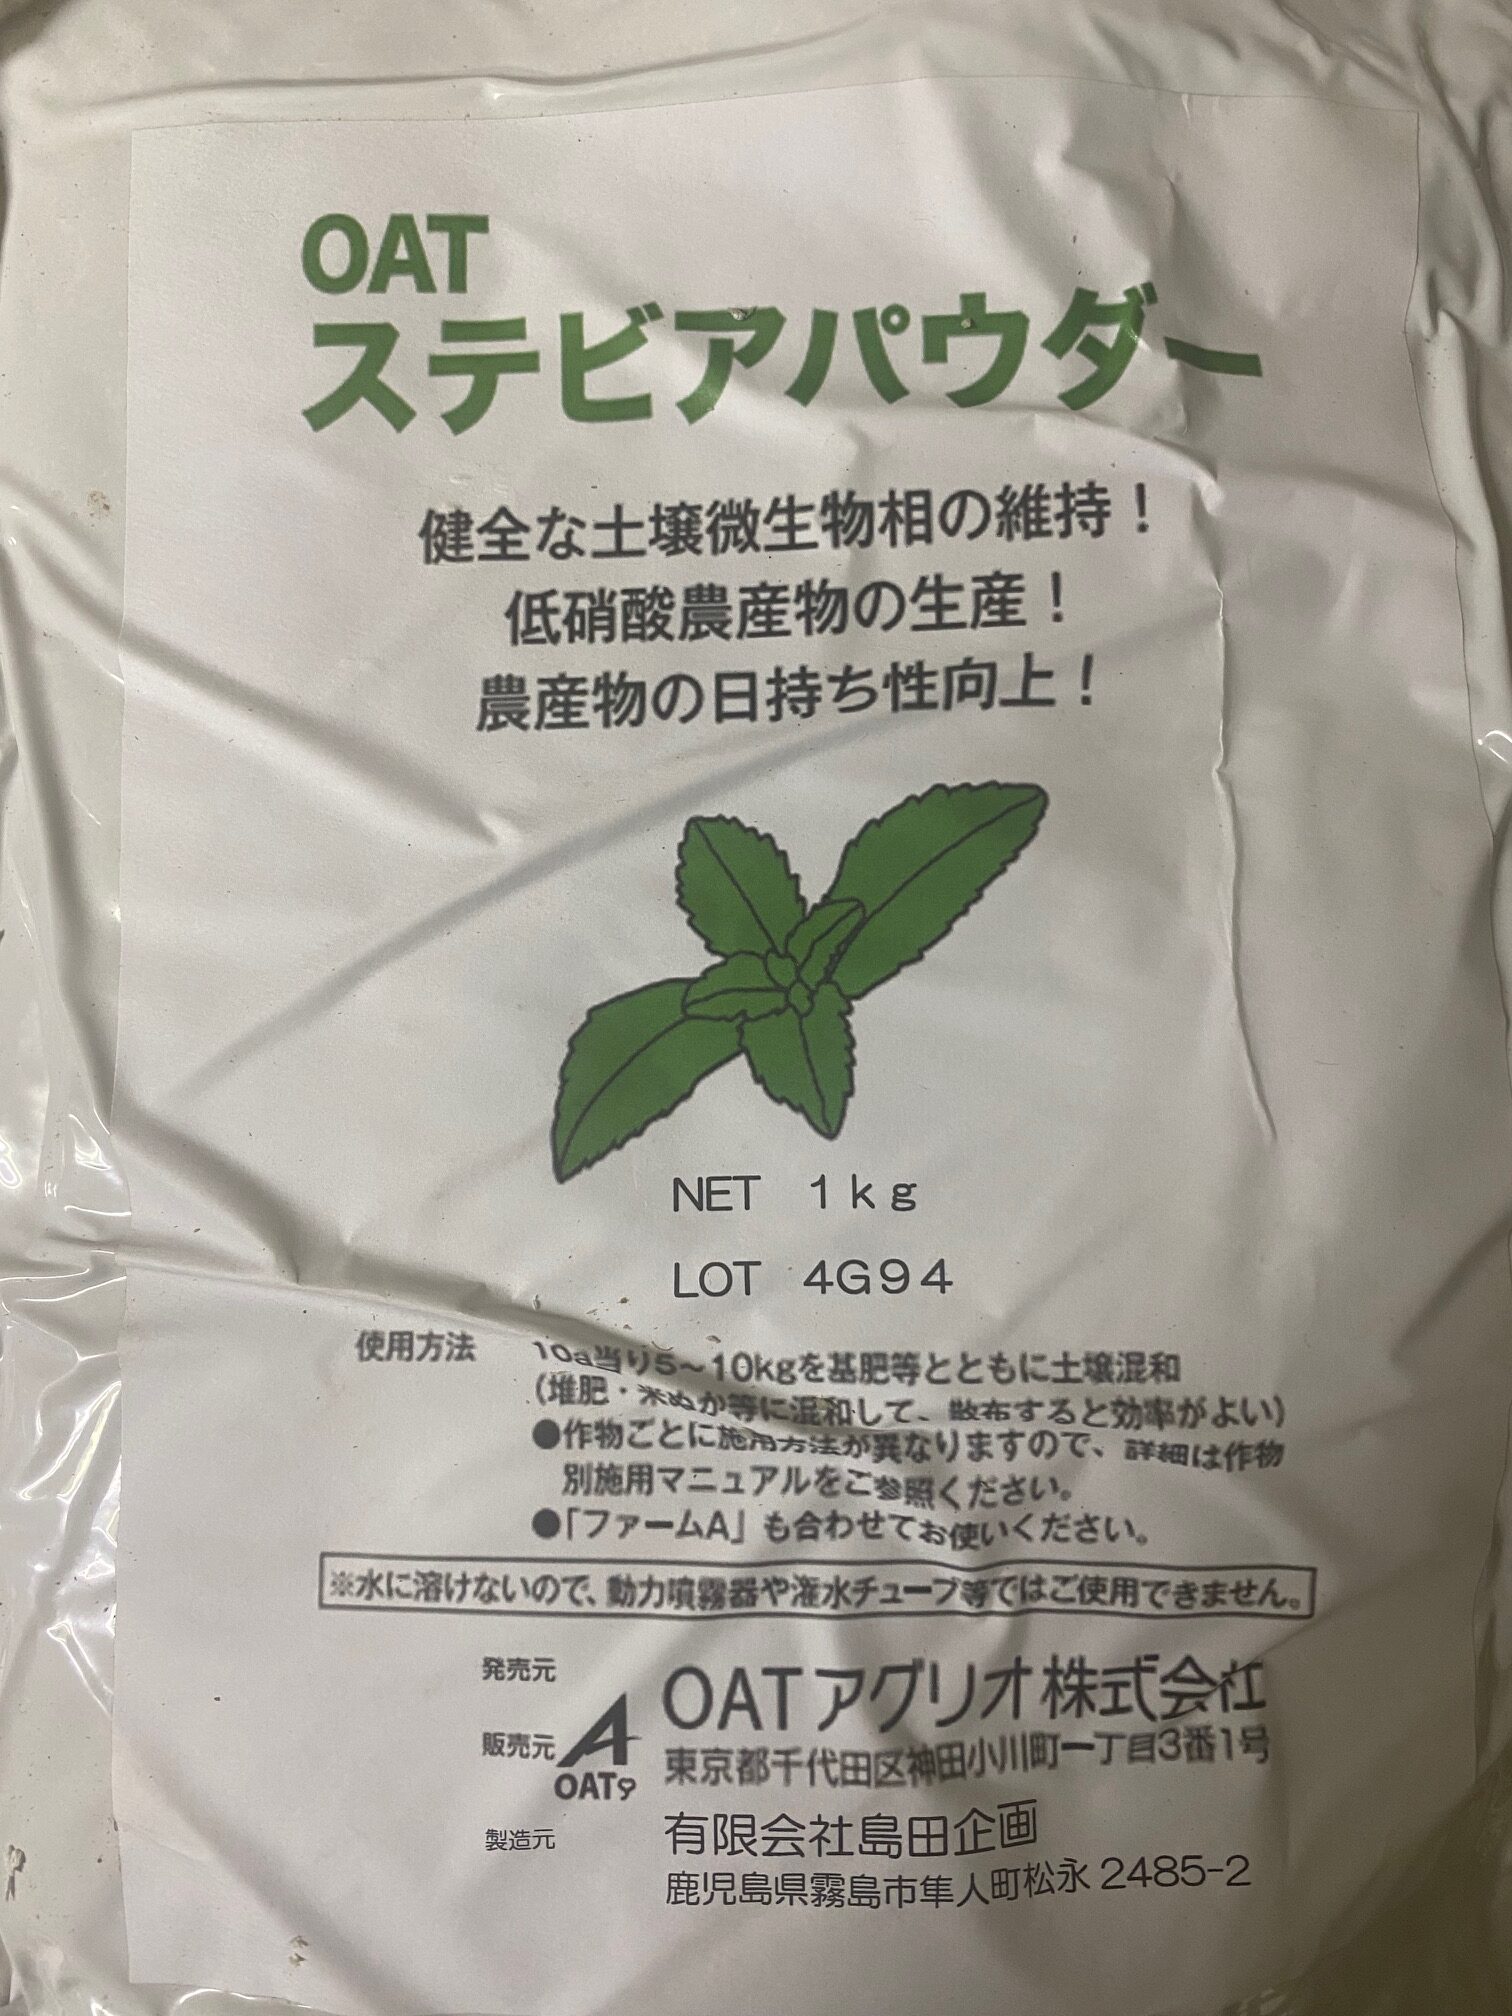 OAT
ステビアパウダー
健全な土壌微生物相の維持！
低硝酸農産物の生産！
農産物の日持ち性向上！
NET 1kg
LOT 4G94
使用方法 10a当り5～10kgを基肥等とともに土壌混和
（堆肥・米ぬか等に混和して、散布すると効率がよい）
●作物ごとに施用方法が異なりますので、詳細は作物
別施用マニュアルをご参照ください。
●「ファームA」も合わせてお使いください。
※水に溶けないので、動力噴霧器や潅水チューブ等ではご使用できません。
発売元
販売元
OAT
OATアグリオ株式会社
東京都千代田区神田小川町一丁目3番1号
製造元 有限会社島田企画
鹿児島県霧島市隼人町松永2485-2